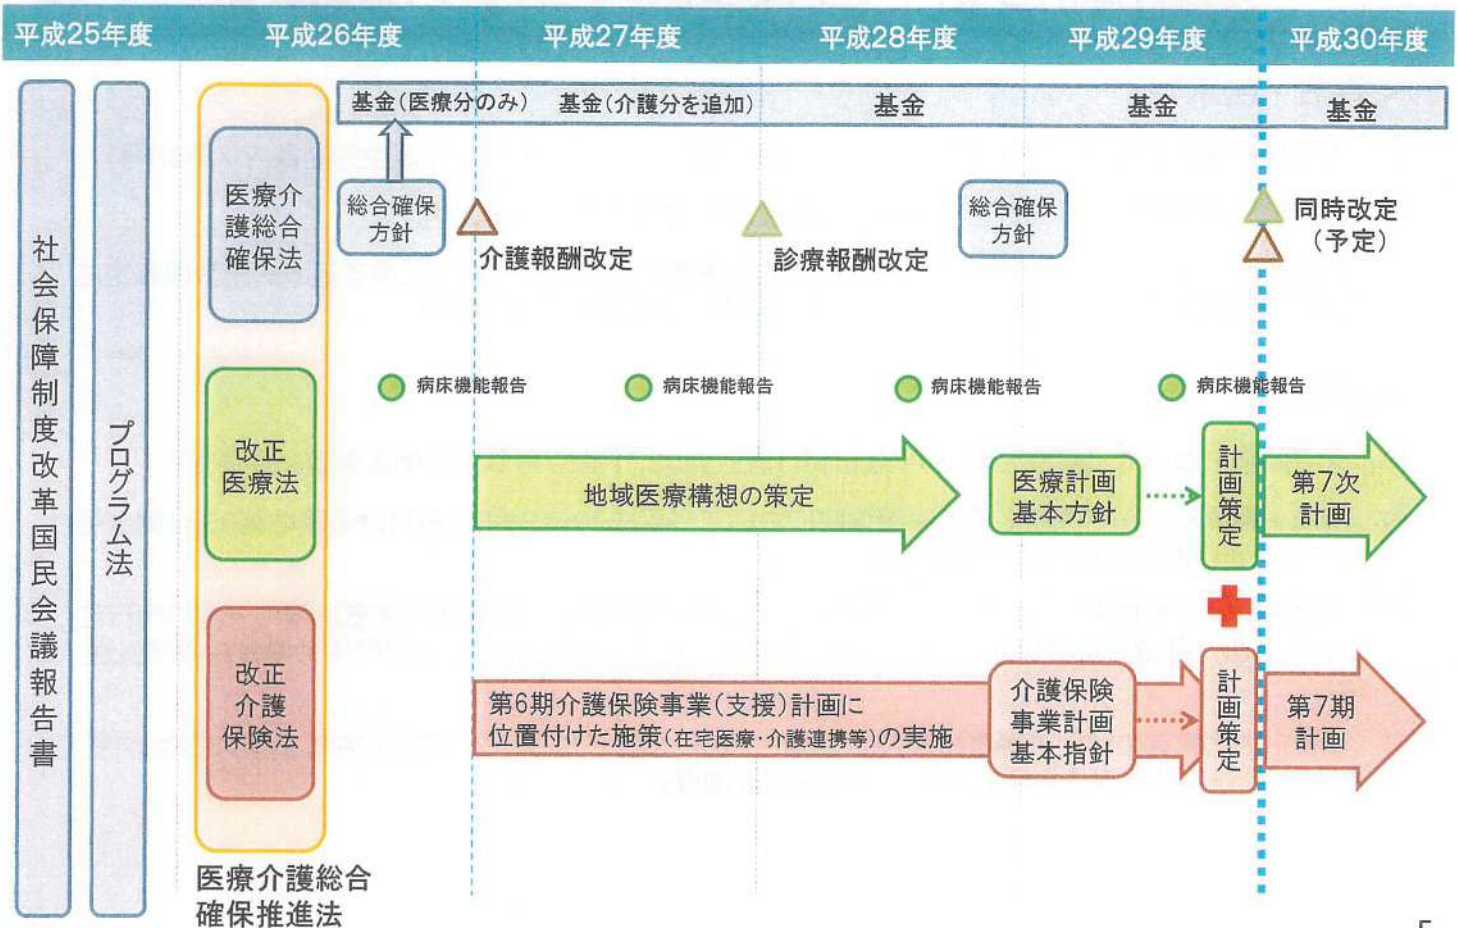 平成25年度
平成26年度
平成27年度
平成28年度
平成29年度
平成30年度
社会保障制度改革国民会議報告書
プログラム法
基金(医療分のみ)
基金(介護分を追加)
基金
基金
基金
医療介
護総合
確保法
総合確保
方針
介護報酬改定
診療報酬改定
総合確保
方針
同時改定
(予定)
病床機能報告
病床機能報告
病床機能報告
病床機能報告
改正
医療法
地域医療構想の策定
医療計画
基本方針
計画策定
第7次
計画
改正
介護
保険法
第6期介護保険事業(支援)計画に
位置付けた施策(在宅医療・介護連携等)の実施
介護保険
事業計画
基本指針
計画策定
第7期
計画
医療介護総合
確保推進法